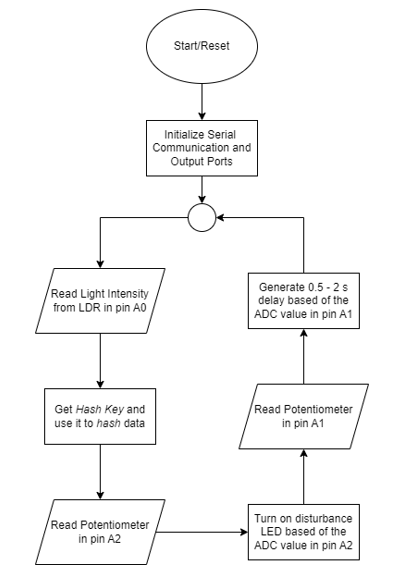 Start/Reset
Initialize Serial
Communication and
Output Ports
Read Light Intensity
from LDR in pin A0
Get Hash Key and
use it to hash data
Read Potentiometer
in pin A2
Turn on disturbance
LED based of the
ADC value in pin A2
Read Potentiometer
in pin A1
Generate 0.5 - 2 s
delay based of the
ADC value in pin A1